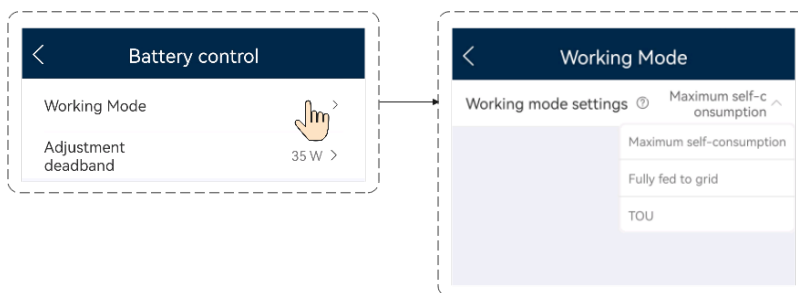 Battery control
Working Mode
Adjustment
deadband
35 W
Working Mode
Working mode settings
Maximum self-c
onsumption
Maximum self-consumption
Fully fed to grid
TOU